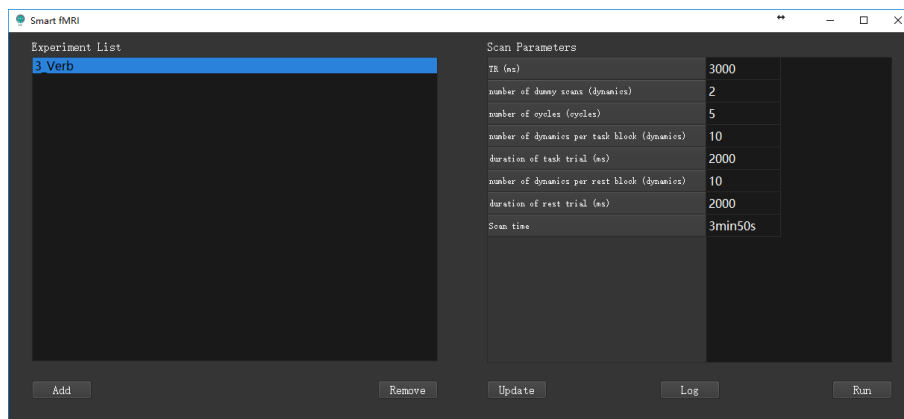 Smart fMRI
Experiment List
3_Verb
Add
Remove
Scan Parameters
TR (ms) 3000
number of dummy scans (dynamics) 2
number of cycles (cycles) 5
number of dynamics per task block (dynamics) 10
duration of task trial (ms) 2000
number of dynamics per rest block (dynamics) 10
duration of rest trial (ms) 2000
Scan time 3min50s
Update
Log
Run